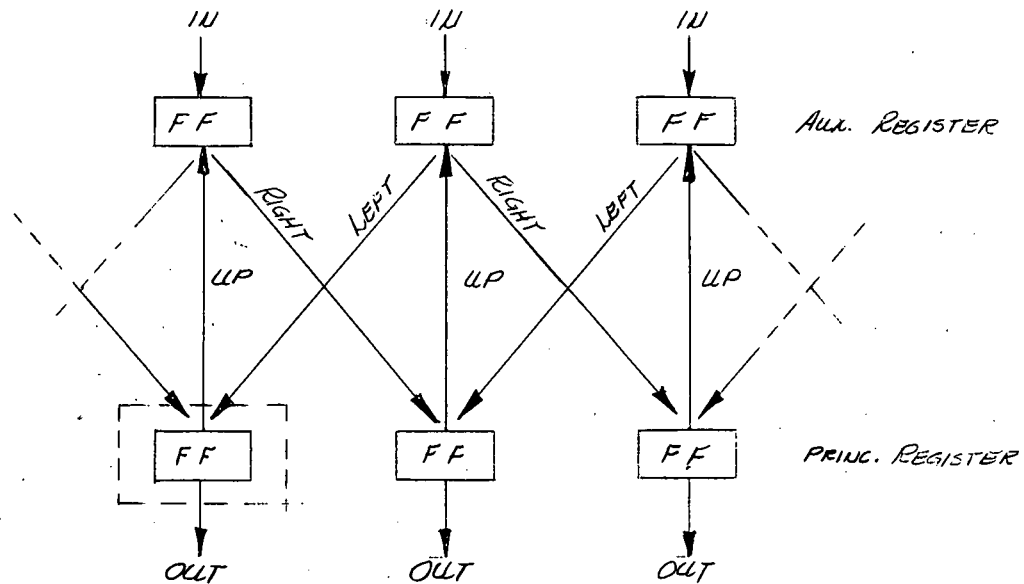 IN IN IN
FF FF FF AUX. REGISTER
RIGHT LEFT RIGHT LEFT
UP UP UP
FF FF FF PRINC. REGISTER
OUT OUT OUT